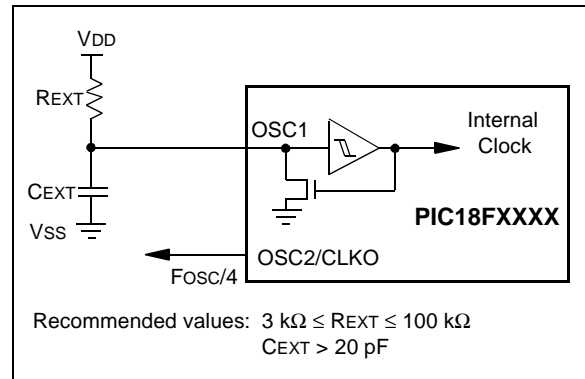 VDD
REXT
OSC1
Internal
Clock
CEXT
PIC18FXXXX
VSS
OSC2/CLKO
FOSC/4
Recommended values: 3 kΩ ≤ REXT ≤ 100 kΩ
CEXT > 20 pF